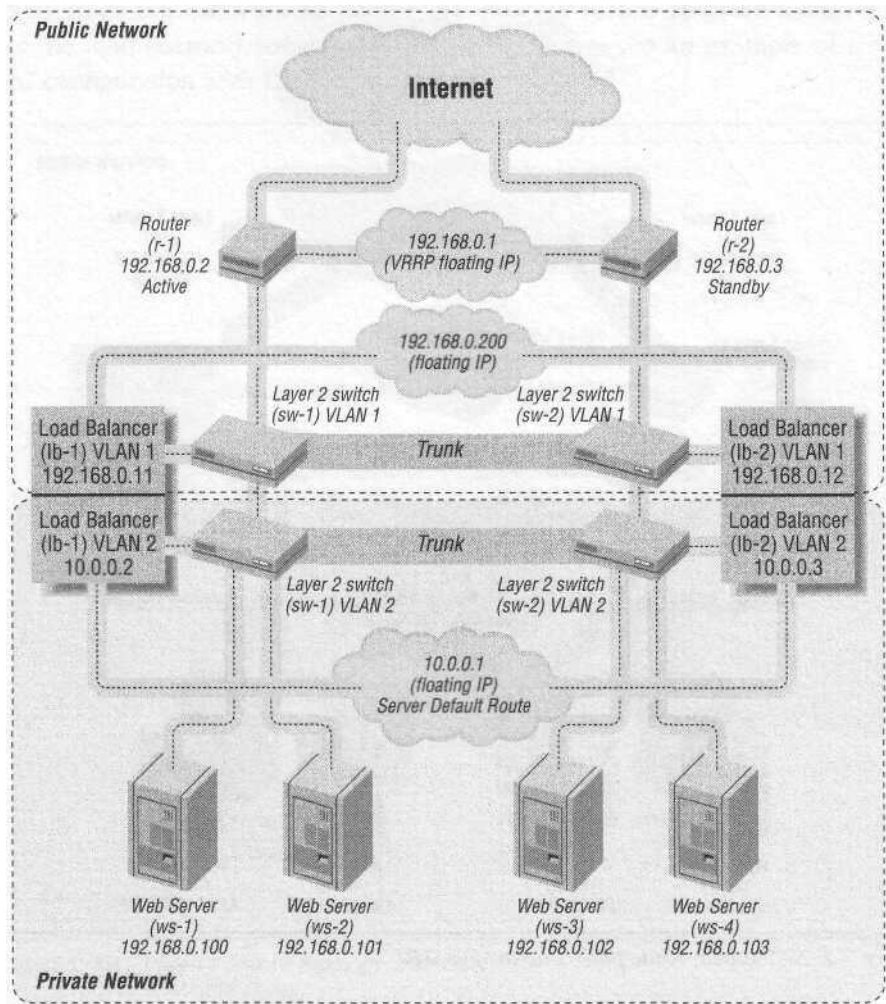 Public Network
Internet
Router
(r-1)
192.168.0.2
Active
192.168.0.1
(VRRP floating IP)
Router
(r-2)
192.168.0.3
Standby
192.168.0.200
(floating IP)
Layer 2 switch
(sw-1) VLAN 1
Layer 2 switch
(sw-2) VLAN 1
Load Balancer
(lb-1) VLAN 1
192.168.0.11
Trunk
Load Balancer
(lb-2) VLAN 1
192.168.0.12
Load Balancer
(lb-1) VLAN 2
10.0.0.2
Trunk
Load Balancer
(lb-2) VLAN 2
10.0.0.3
Layer 2 switch
(sw-1) VLAN 2
Layer 2 switch
(sw-2) VLAN 2
10.0.0.1
(floating IP)
Server Default Route
Web Server
(ws-1)
192.168.0.100
Web Server
(ws-2)
192.168.0.101
Web Server
(ws-3)
192.168.0.102
Web Server
(ws-4)
192.168.0.103
Private Network